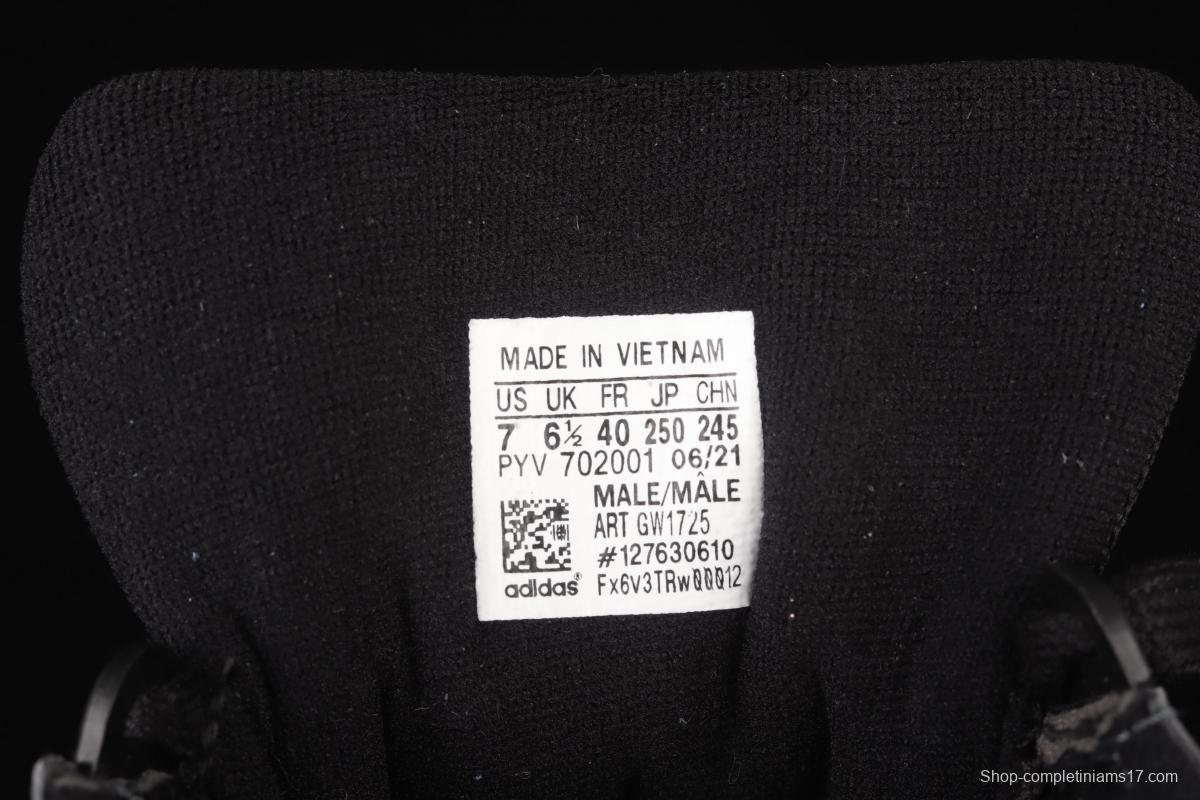 MADE IN VIETNAM
US UK FR JP CHN
7 6½ 40 250 245
PYV 702001 06/21
MALE/MÂLE
ART GW1725
#127630610
adidas® Fx6v3TRw00012
Shop-completiniams17.com